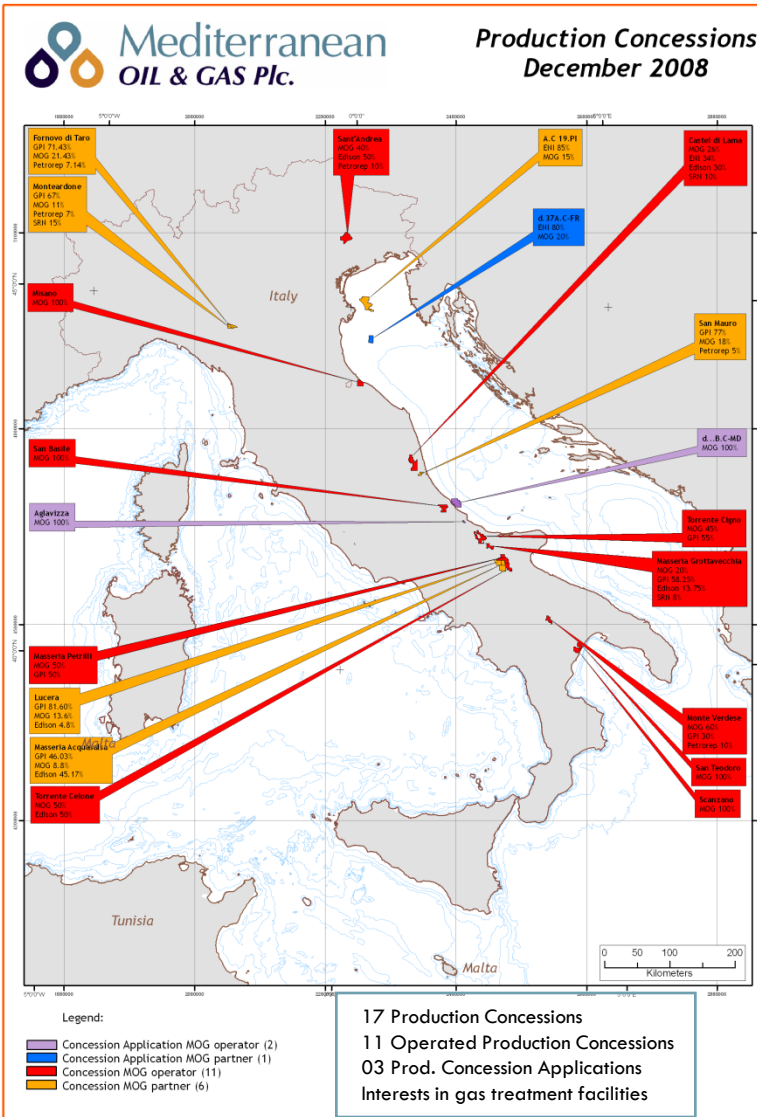 Mediterranean
OIL & GAS Plc.
Production Concessions
December 2008
Fornovo di Taro
GPI 71.43%
MOG 21.43%
Petrorep 7.14%
Monteardone
GPI 67%
MOG 11%
Petrorep 7%
SRN 15%
Sant'Andrea
MOG 40%
Edison 50%
Petrorep 10%
A.C 19.PI
ENI 85%
MOG 15%
Castel di Lama
MOG 26%
ENI 34%
Edison 30%
SRN 10%
d.37A.C-FR
ENI 80%
MOG 20%
Misano
MOG 100%
Italy
San Mauro
GPI 77%
MOG 18%
Petrorep 5%
San Basile
MOG 100%
d...B.C-MD
MOG 100%
Aglavizza
MOG 100%
Torrente Cigno
MOG 45%
GPI 55%
Masseria Grottavecchia
MOG 20%
GPI 58.25%
Edison 13.75%
SRN 8%
Masseria Petrilli
MOG 50%
GPI 50%
Lucera
GPI 81.60%
MOG 13.6%
Edison 4.8%
Masseria Acquasalsa
GPI 46.03%
MOG 8.8%
Edison 45.17%
Malta
Torrente Celone
MOG 50%
Edison 50%
Monte Verdese
MOG 60%
GPI 30%
Petrorep 10%
San Teodoro
MOG 100%
Scanzano
MOG 100%
Tunisia
Malta
0 50 100 200
Kilometers
Legend:
Concession Application MOG operator (2)
Concession Application MOG partner (1)
Concession MOG operator (11)
Concession MOG partner (6)
17 Production Concessions
11 Operated Production Concessions
03 Prod. Concession Applications
Interests in gas treatment facilities